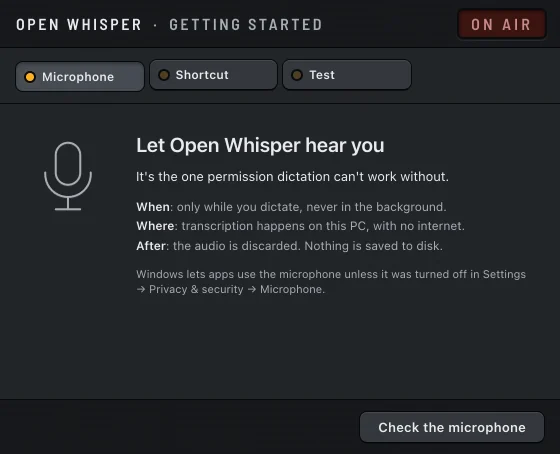 OPEN WHISPER · GETTING STARTED
ON AIR
Microphone
Shortcut
Test
Let Open Whisper hear you
It's the one permission dictation can't work without.
When: only while you dictate, never in the background.
Where: transcription happens on this PC, with no internet.
After: the audio is discarded. Nothing is saved to disk.
Windows lets apps use the microphone unless it was turned off in Settings
→ Privacy & security → Microphone.
Check the microphone